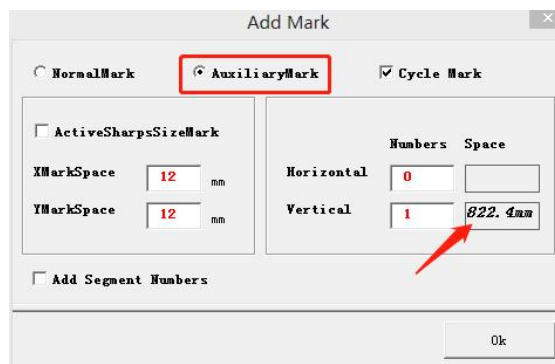 Add Mark
NormalMark AuxiliaryMark Cycle Mark
ActiveSharpsSizeMark
Numbers Space
XMarkSpace 12 mm Horizontal 0
YMarkSpace 12 mm Vertical 1 822.4mm
Add Segment Numbers
Ok